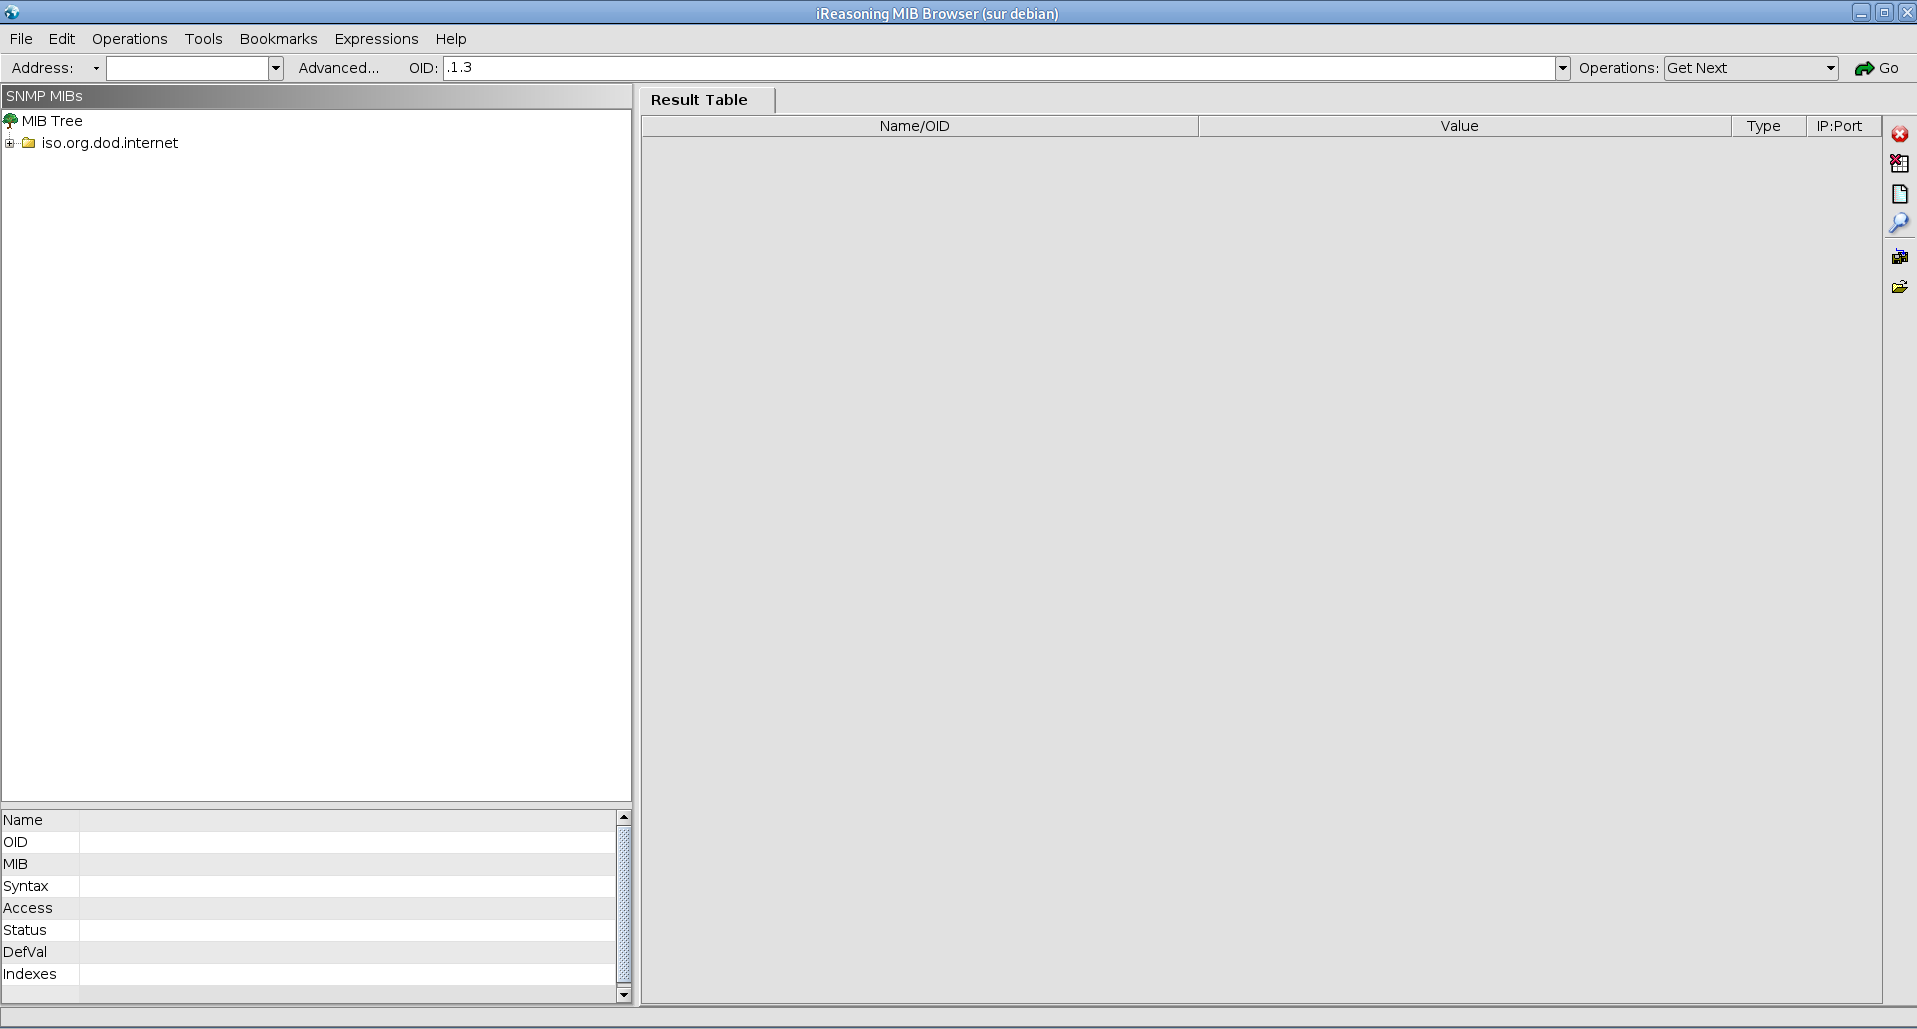 iReasoning MIB Browser (sur debian)
File Edit Operations Tools Bookmarks Expressions Help
Address: Advanced... OID: .1.3 Operations: Get Next Go
SNMP MIBs
MIB Tree
iso.org.dod.internet
Result Table
Name/OID Value Type IP:Port
Name
OID
MIB
Syntax
Access
Status
DefVal
Indexes